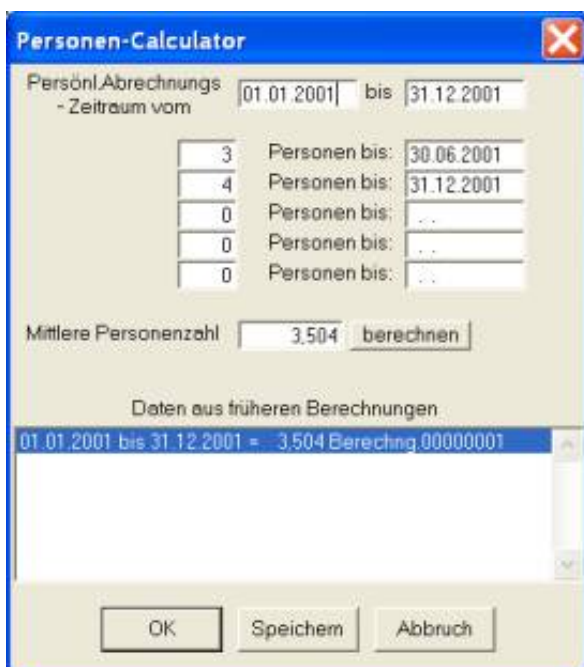 Personen-Calculator
Persönl.Abrechnungs
- Zeitraum vom 01.01.2001 bis 31.12.2001
3 Personen bis: 30.06.2001
4 Personen bis: 31.12.2001
0 Personen bis: . .
0 Personen bis: . .
0 Personen bis: . .
Mittlere Personenzahl 3,504 berechnen
Daten aus früheren Berechnungen
01.01.2001 bis 31.12.2001 = 3,504 Berechng.00000001
OK Speichern Abbruch